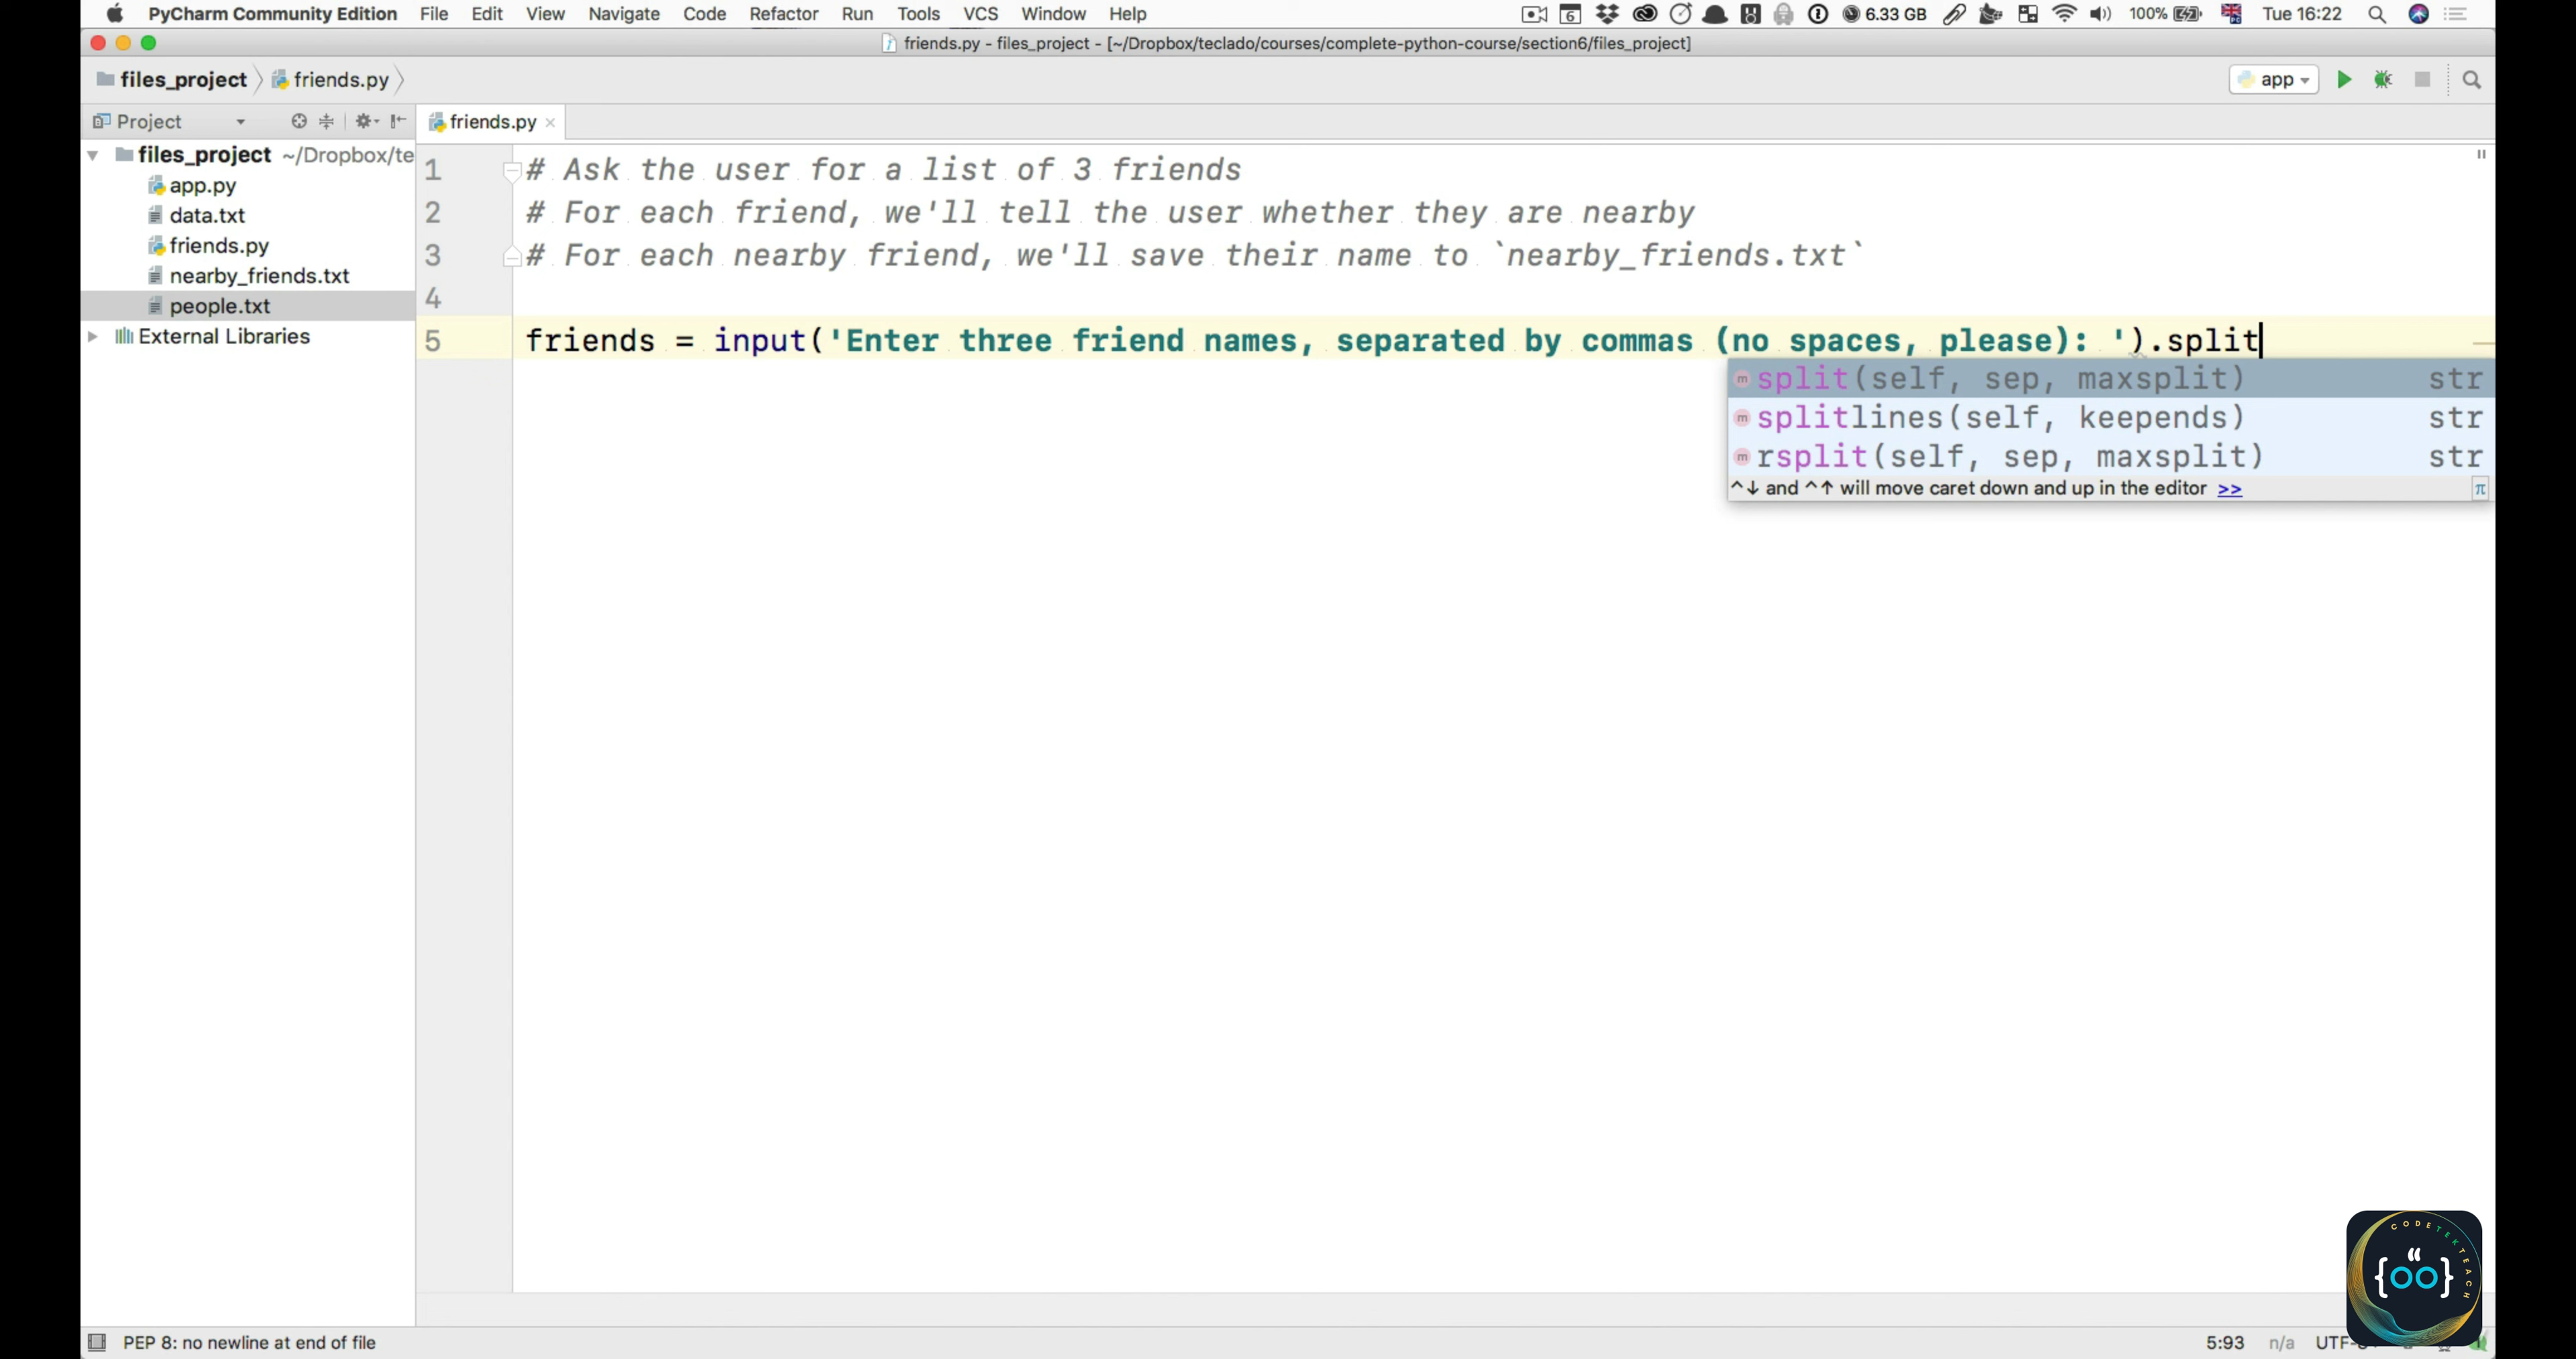 PyCharm Community Edition File Edit View Navigate Code Refactor Run Tools VCS Window Help 6 6.33 GB 100% Tue 16:22
friends.py - files_project - [~/Dropbox/teclado/courses/complete-python-course/section6/files_project]
files_project friends.py app
Project friends.py
files_project ~/Dropbox/te
app.py
data.txt
friends.py
nearby_friends.txt
people.txt
External Libraries
1 # Ask the user for a list of 3 friends
2 # For each friend, we'll tell the user whether they are nearby
3 # For each nearby friend, we'll save their name to `nearby_friends.txt`
4
5 friends = input('Enter three friend names, separated by commas (no spaces, please): ').split
m split(self, sep, maxsplit) str
m splitlines(self, keepends) str
m rsplit(self, sep, maxsplit) str
^↓ and ^↑ will move caret down and up in the editor >> π
CODETEKTEACH
{oo}
PEP 8: no newline at end of file 5:93 n/a